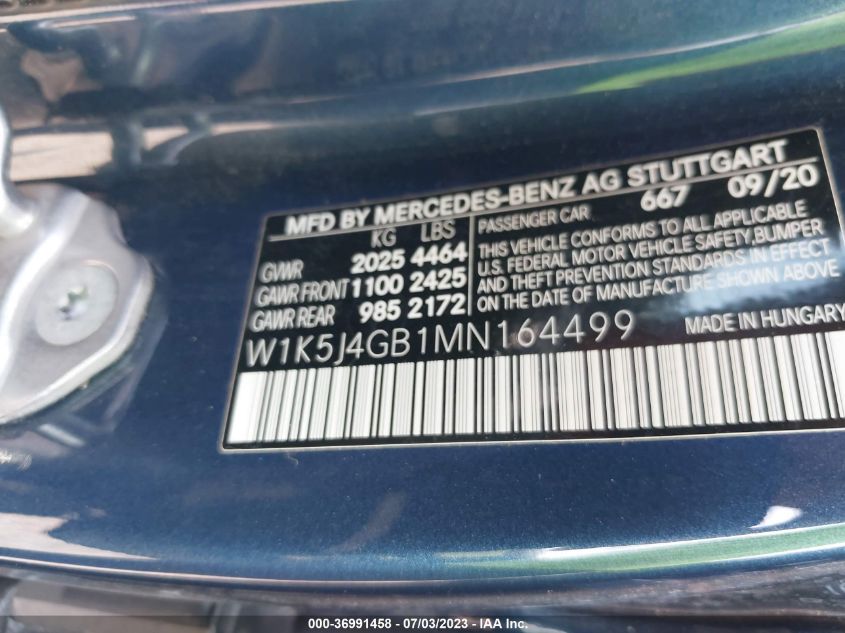 MFD BY MERCEDES-BENZ AG STUTTGART
KG LBS
GVWR 2025 4464
GAWR FRONT 1100 2425
GAWR REAR 985 2172
PASSENGER CAR 667 09/20
THIS VEHICLE CONFORMS TO ALL APPLICABLE
U.S. FEDERAL MOTOR VEHICLE SAFETY, BUMPER
AND THEFT PREVENTION STANDARDS IN EFFECT
ON THE DATE OF MANUFACTURE SHOWN ABOVE.
W1K5J4GB1MN164499
MADE IN HUNGARY
000-36991458 - 07/03/2023 - IAA Inc.